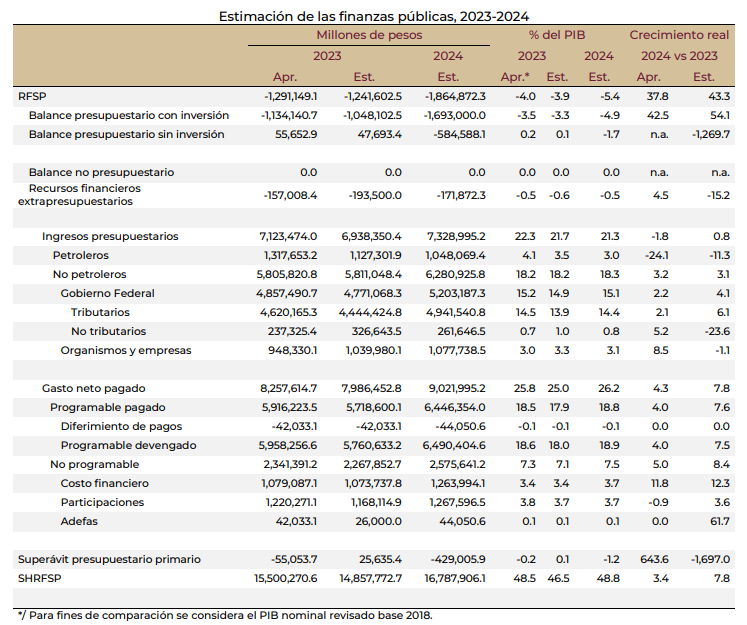 Estimación de las finanzas públicas, 2023-2024
Millones de pesos % del PIB Crecimiento real
2023 2024 2023 2024 2024 vs 2023
Apr. Est. Est. Apr.* Est. Est. Apr. Est.
RFSP -1,291,149.1 -1,241,602.5 -1,864,872.3 -4.0 -3.9 -5.4 37.8 43.3
Balance presupuestario con inversión -1,134,140.7 -1,048,102.5 -1,693,000.0 -3.5 -3.3 -4.9 42.5 54.1
Balance presupuestario sin inversión 55,652.9 47,693.4 -584,588.1 0.2 0.1 -1.7 n.a. -1,269.7
Balance no presupuestario 0.0 0.0 0.0 0.0 0.0 0.0 n.a. n.a.
Recursos financieros
extrapresupuestarios -157,008.4 -193,500.0 -171,872.3 -0.5 -0.6 -0.5 4.5 -15.2
Ingresos presupuestarios 7,123,474.0 6,938,350.4 7,328,995.2 22.3 21.7 21.3 -1.8 0.8
Petroleros 1,317,653.2 1,127,301.9 1,048,069.4 4.1 3.5 3.0 -24.1 -11.3
No petroleros 5,805,820.8 5,811,048.4 6,280,925.8 18.2 18.2 18.3 3.2 3.1
Gobierno Federal 4,857,490.7 4,771,068.3 5,203,187.3 15.2 14.9 15.1 2.2 4.1
Tributarios 4,620,165.3 4,444,424.8 4,941,540.8 14.5 13.9 14.4 2.1 6.1
No tributarios 237,325.4 326,643.5 261,646.5 0.7 1.0 0.8 5.2 -23.6
Organismos y empresas 948,330.1 1,039,980.1 1,077,738.5 3.0 3.3 3.1 8.5 -1.1
Gasto neto pagado 8,257,614.7 7,986,452.8 9,021,995.2 25.8 25.0 26.2 4.3 7.8
Programable pagado 5,916,223.5 5,718,600.1 6,446,354.0 18.5 17.9 18.8 4.0 7.6
Diferimiento de pagos -42,033.1 -42,033.1 -44,050.6 -0.1 -0.1 -0.1 0.0 0.0
Programable devengado 5,958,256.6 5,760,633.2 6,490,404.6 18.6 18.0 18.9 4.0 7.5
No programable 2,341,391.2 2,267,852.7 2,575,641.2 7.3 7.1 7.5 5.0 8.4
Costo financiero 1,079,087.1 1,073,737.8 1,263,994.1 3.4 3.4 3.7 11.8 12.3
Participaciones 1,220,271.1 1,168,114.9 1,267,596.5 3.8 3.7 3.7 -0.9 3.6
Adefas 42,033.1 26,000.0 44,050.6 0.1 0.1 0.1 0.0 61.7
Superávit presupuestario primario -55,053.7 25,635.4 -429,005.9 -0.2 0.1 -1.2 643.6 -1,697.0
SHRFSP 15,500,270.6 14,857,772.7 16,787,906.1 48.5 46.5 48.8 3.4 7.8
*/ Para fines de comparación se considera el PIB nominal revisado base 2018.